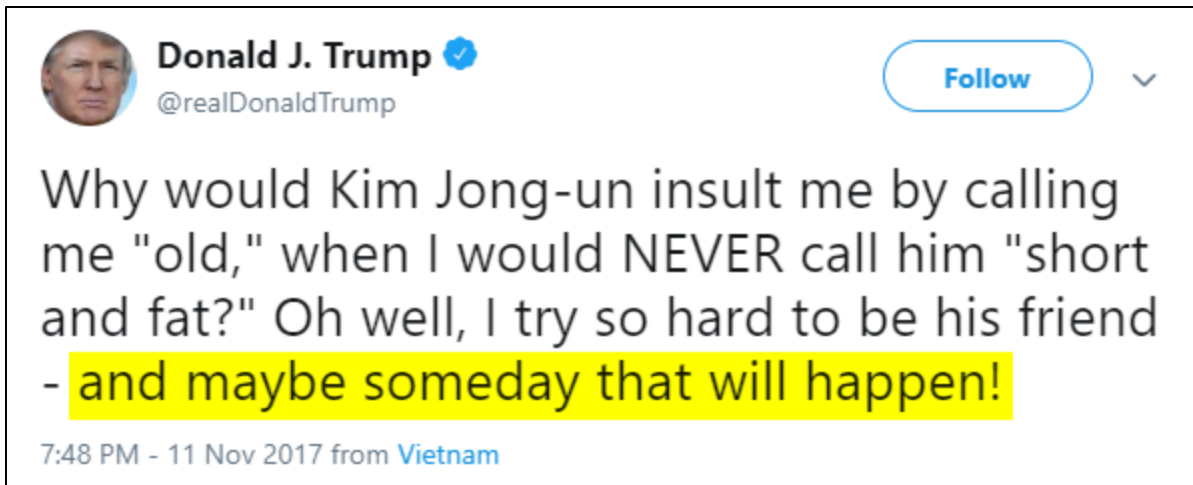 Donald J. Trump
@realDonaldTrump
Follow
Why would Kim Jong-un insult me by calling
me "old," when I would NEVER call him "short
and fat?" Oh well, I try so hard to be his friend
- and maybe someday that will happen!
7:48 PM - 11 Nov 2017 from Vietnam